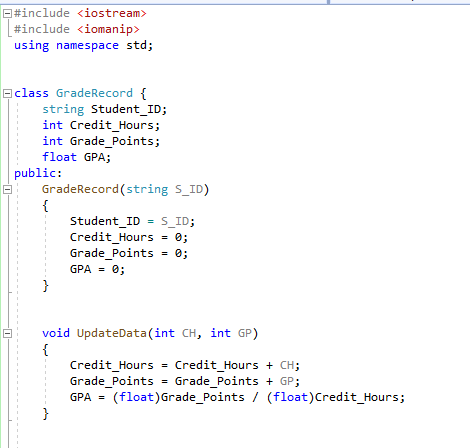 #include <iostream>
#include <iomanip>
using namespace std;
class GradeRecord {
string Student_ID;
int Credit_Hours;
int Grade_Points;
float GPA;
public:
GradeRecord(string S_ID)
{
Student_ID = S_ID;
Credit_Hours = 0;
Grade_Points = 0;
GPA = 0;
}
void UpdateData(int CH, int GP)
{
Credit_Hours = Credit_Hours + CH;
Grade_Points = Grade_Points + GP;
GPA = (float)Grade_Points / (float)Credit_Hours;
}